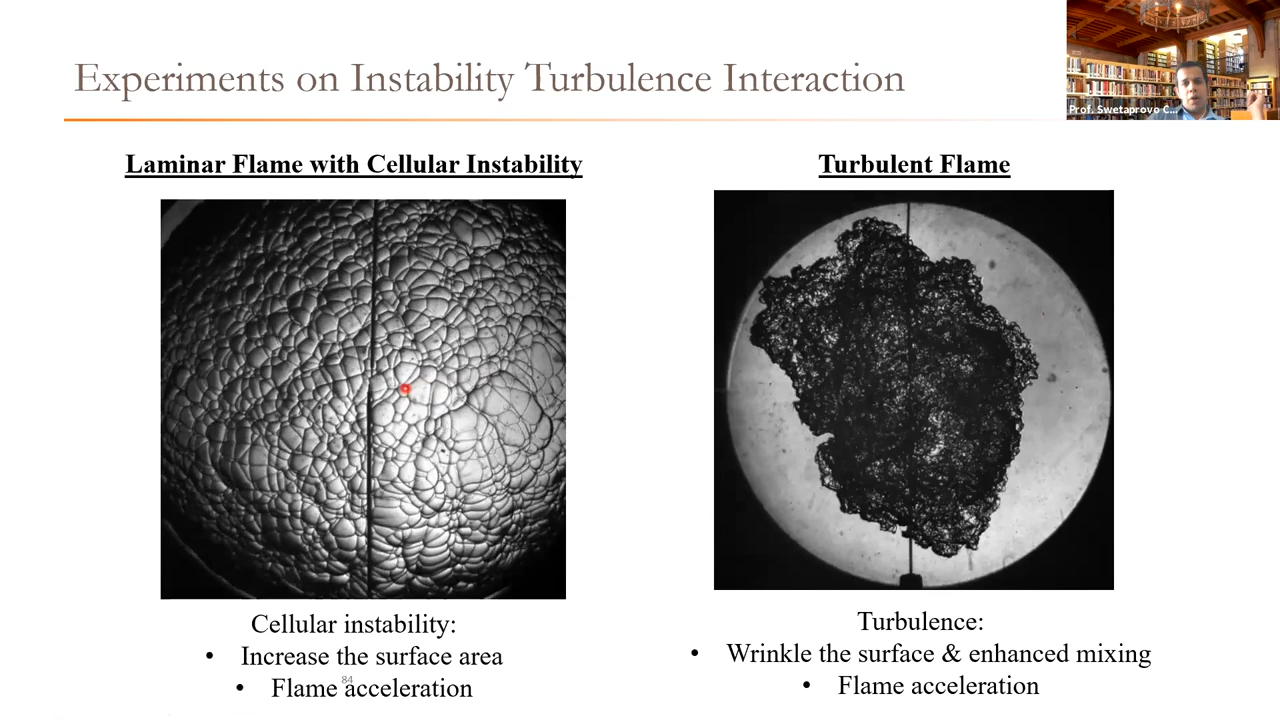 Experiments on Instability Turbulence Interaction
Prof. Swetaprovo C...
Laminar Flame with Cellular Instability
Turbulent Flame
Cellular instability:
• Increase the surface area
• Flame acceleration
84
Turbulence:
• Wrinkle the surface & enhanced mixing
• Flame acceleration